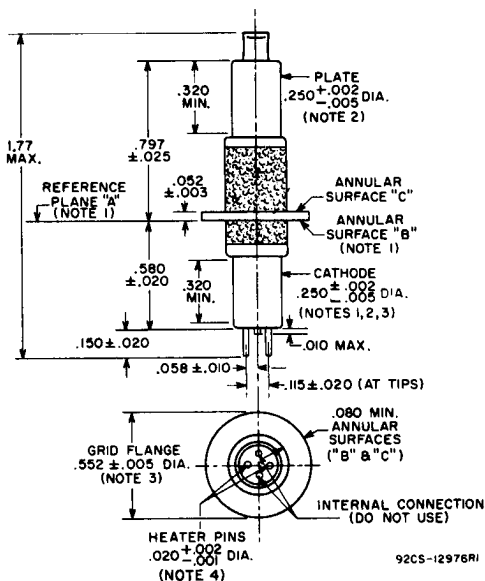 PLATE
.250 +.002 -.005 DIA.
(NOTE 2)
.320
MIN.
1.77
MAX.
.797
±.025
.052
±.003
REFERENCE
PLANE "A"
(NOTE 1)
ANNULAR
SURFACE "C"
ANNULAR
SURFACE "B"
(NOTE 1)
.580
±.020
.320
MIN.
CATHODE
.250 ±.002 -.005 DIA.
(NOTES 1,2,3)
.150±.020
.010 MAX.
.058±.010
.115±.020 (AT TIPS)
.080 MIN.
ANNULAR
SURFACES
("B" & "C")
GRID FLANGE
.552 ±.005 DIA.
(NOTE 3)
INTERNAL CONNECTION
(DO NOT USE)
HEATER PINS
.020 +.002 -.001 DIA.
(NOTE 4)
92CS-12976R1